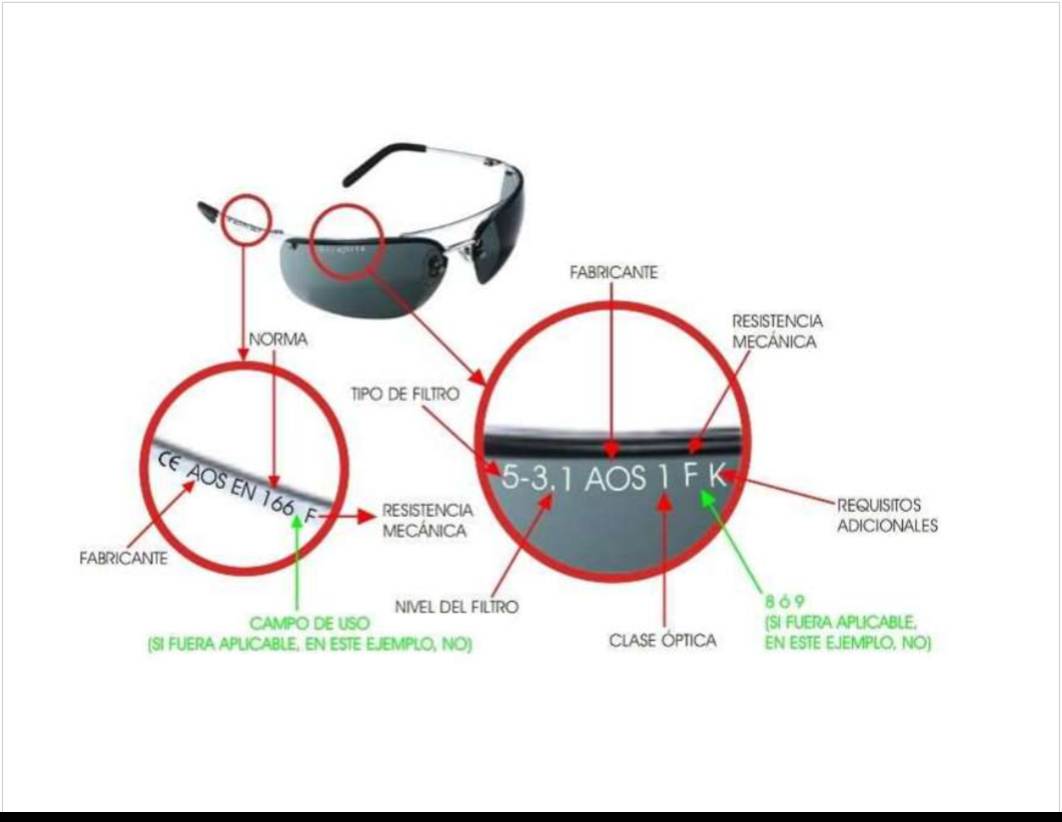 FABRICANTE
RESISTENCIA
MECÁNICA
NORMA
TIPO DE FILTRO
CE AOS EN 166 F
5-3.1 AOS 1 F K
RESISTENCIA
MECÁNICA
REQUISITOS
ADICIONALES
FABRICANTE
NIVEL DEL FILTRO
CLASE ÓPTICA
CAMPO DE USO
(SI FUERA APLICABLE, EN ESTE EJEMPLO, NO)
8 ó 9
(SI FUERA APLICABLE,
EN ESTE EJEMPLO, NO)